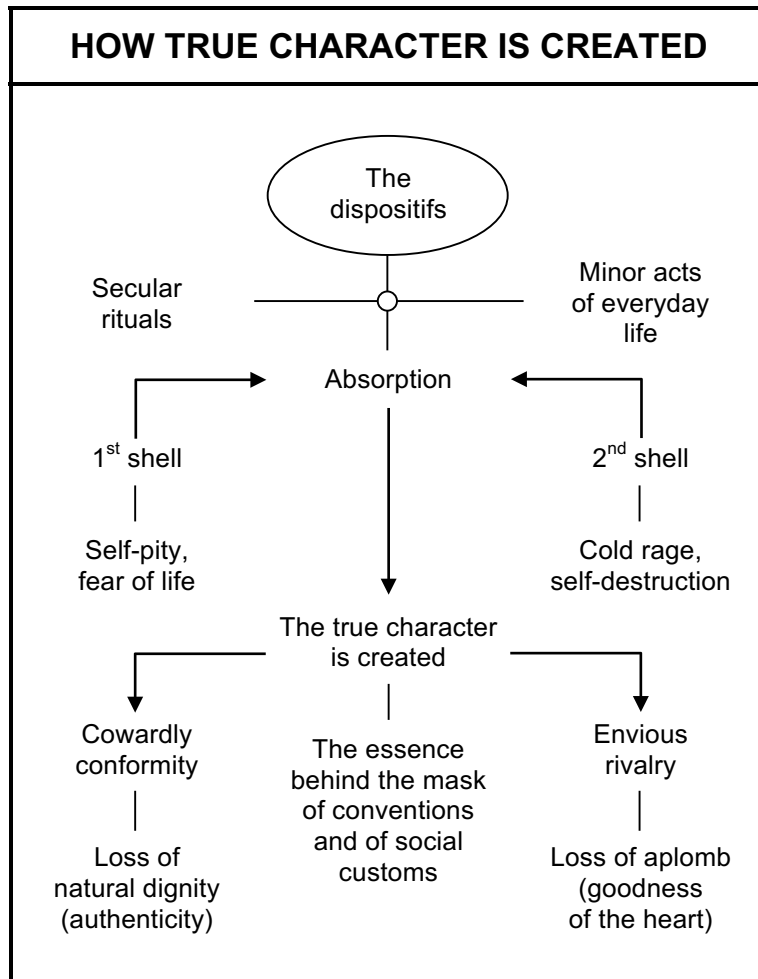 HOW TRUE CHARACTER IS CREATED
The
dispositifs
Secular
rituals
Minor acts
of everyday
life
Absorption
1st shell
2nd shell
Self-pity,
fear of life
Cold rage,
self-destruction
The true character
is created
Cowardly
conformity
The essence
behind the mask
of conventions
and of social
customs
Envious
rivalry
Loss of
natural dignity
(authenticity)
Loss of aplomb
(goodness
of the heart)